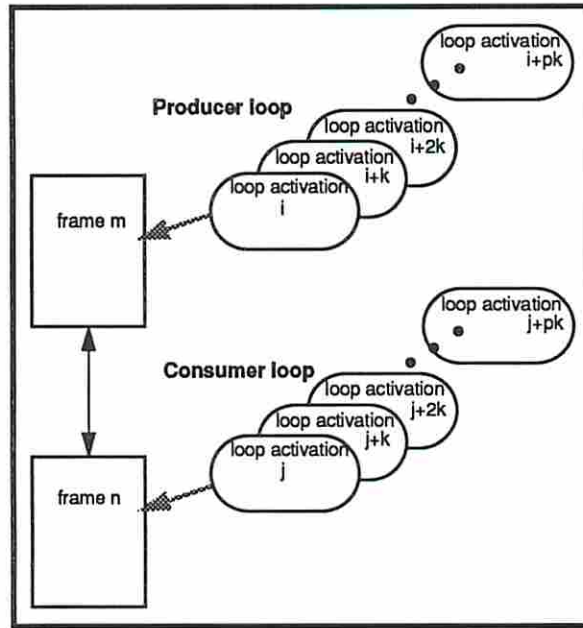 loop activation
i+pk
Producer loop
loop activation
i+2k
loop activation
i+k
loop activation
i
frame m
loop activation
j+pk
Consumer loop
loop activation
j+2k
loop activation
j+k
loop activation
j
frame n